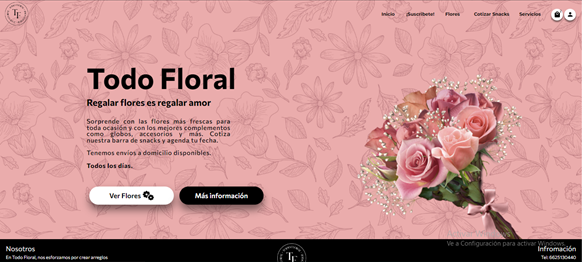 Inicio ¡Suscríbete! Flores Cotizar Snacks Servicios
Todo Floral
Regalar flores es regalar amor
Sorprende con las flores más frescas para
toda ocasión y con los mejores complementos
como globos, accesorios y más. Cotiza
nuestra barra de snacks y agenda tu fecha.
Tenemos envíos a domicilio disponibles.
Todos los días.
Ver Flores
Más información
Ve a Configuración para activar Windows.
Nosotros
En Todo Floral, nos esforzamos por crear arreglos
TF
Infromación
Tel: 6625130440